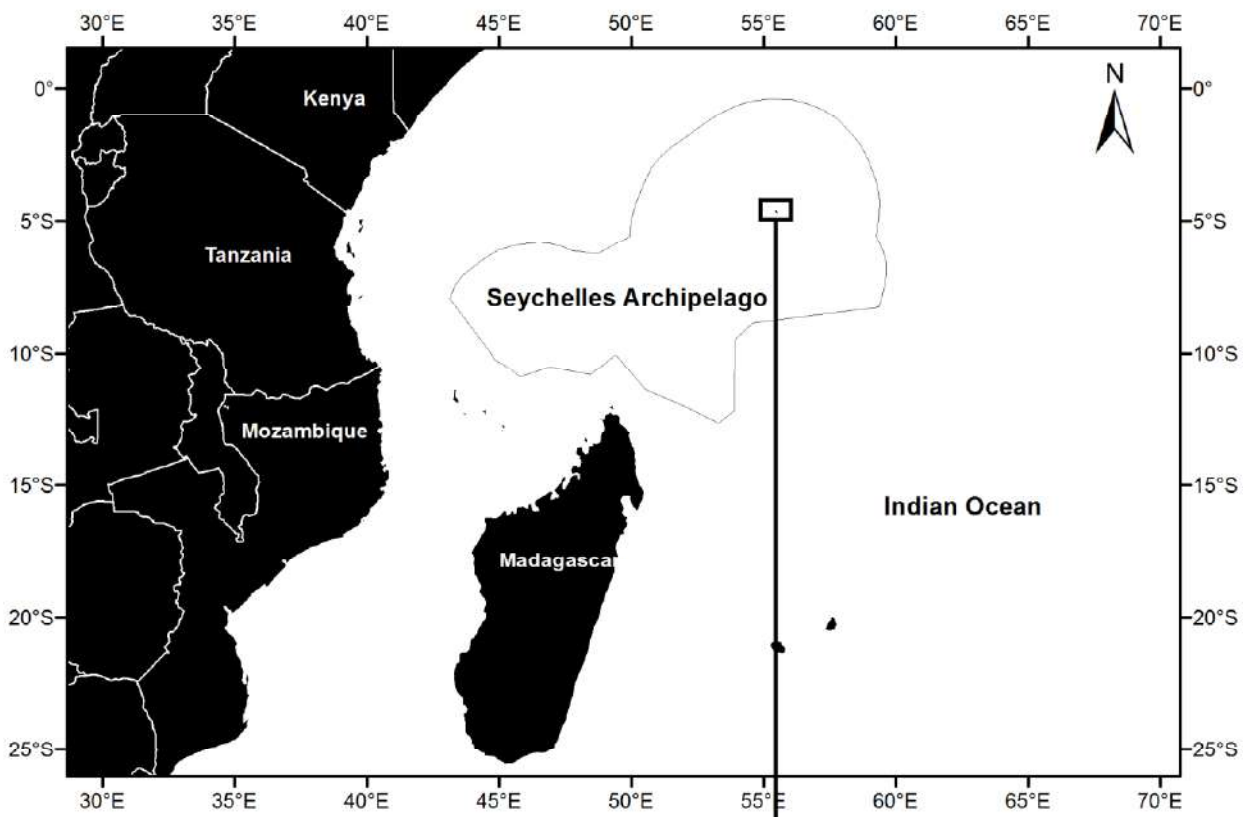 30°E 35°E 40°E 45°E 50°E 55°E 60°E 65°E 70°E
N
0° 0°
Kenya
5°S 5°S
Tanzania
Seychelles Archipelago
10°S 10°S
Mozambique
15°S 15°S
Indian Ocean
Madagascar
20°S 20°S
25°S 25°S
30°E 35°E 40°E 45°E 50°E 55°E 60°E 65°E 70°E